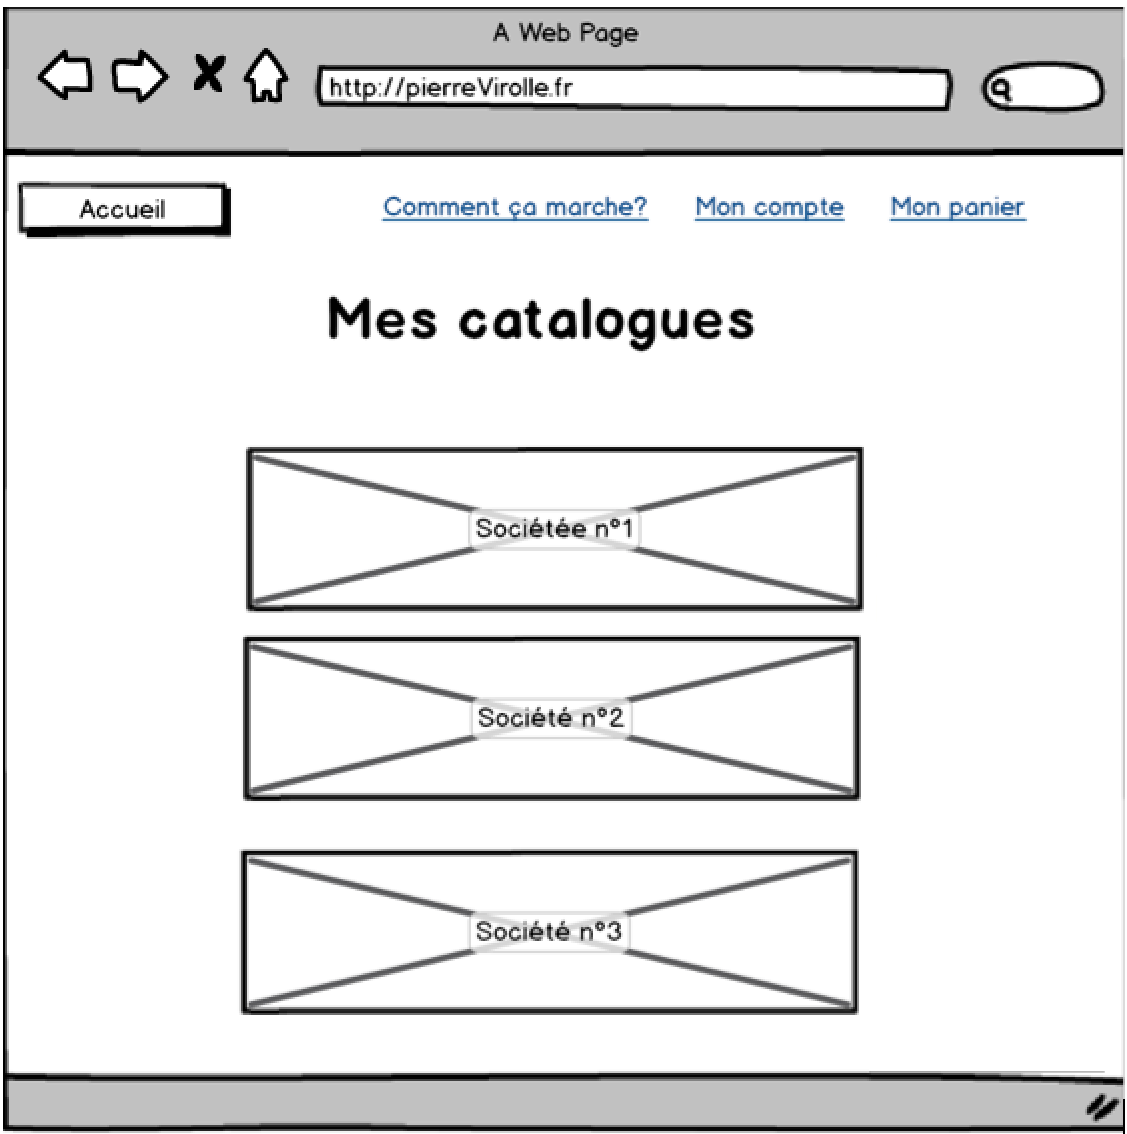 A Web Page
http://pierreVirolle.fr
Accueil
Comment ça marche?
Mon compte
Mon panier
Mes catalogues
Sociétée n°1
Société n°2
Société n°3